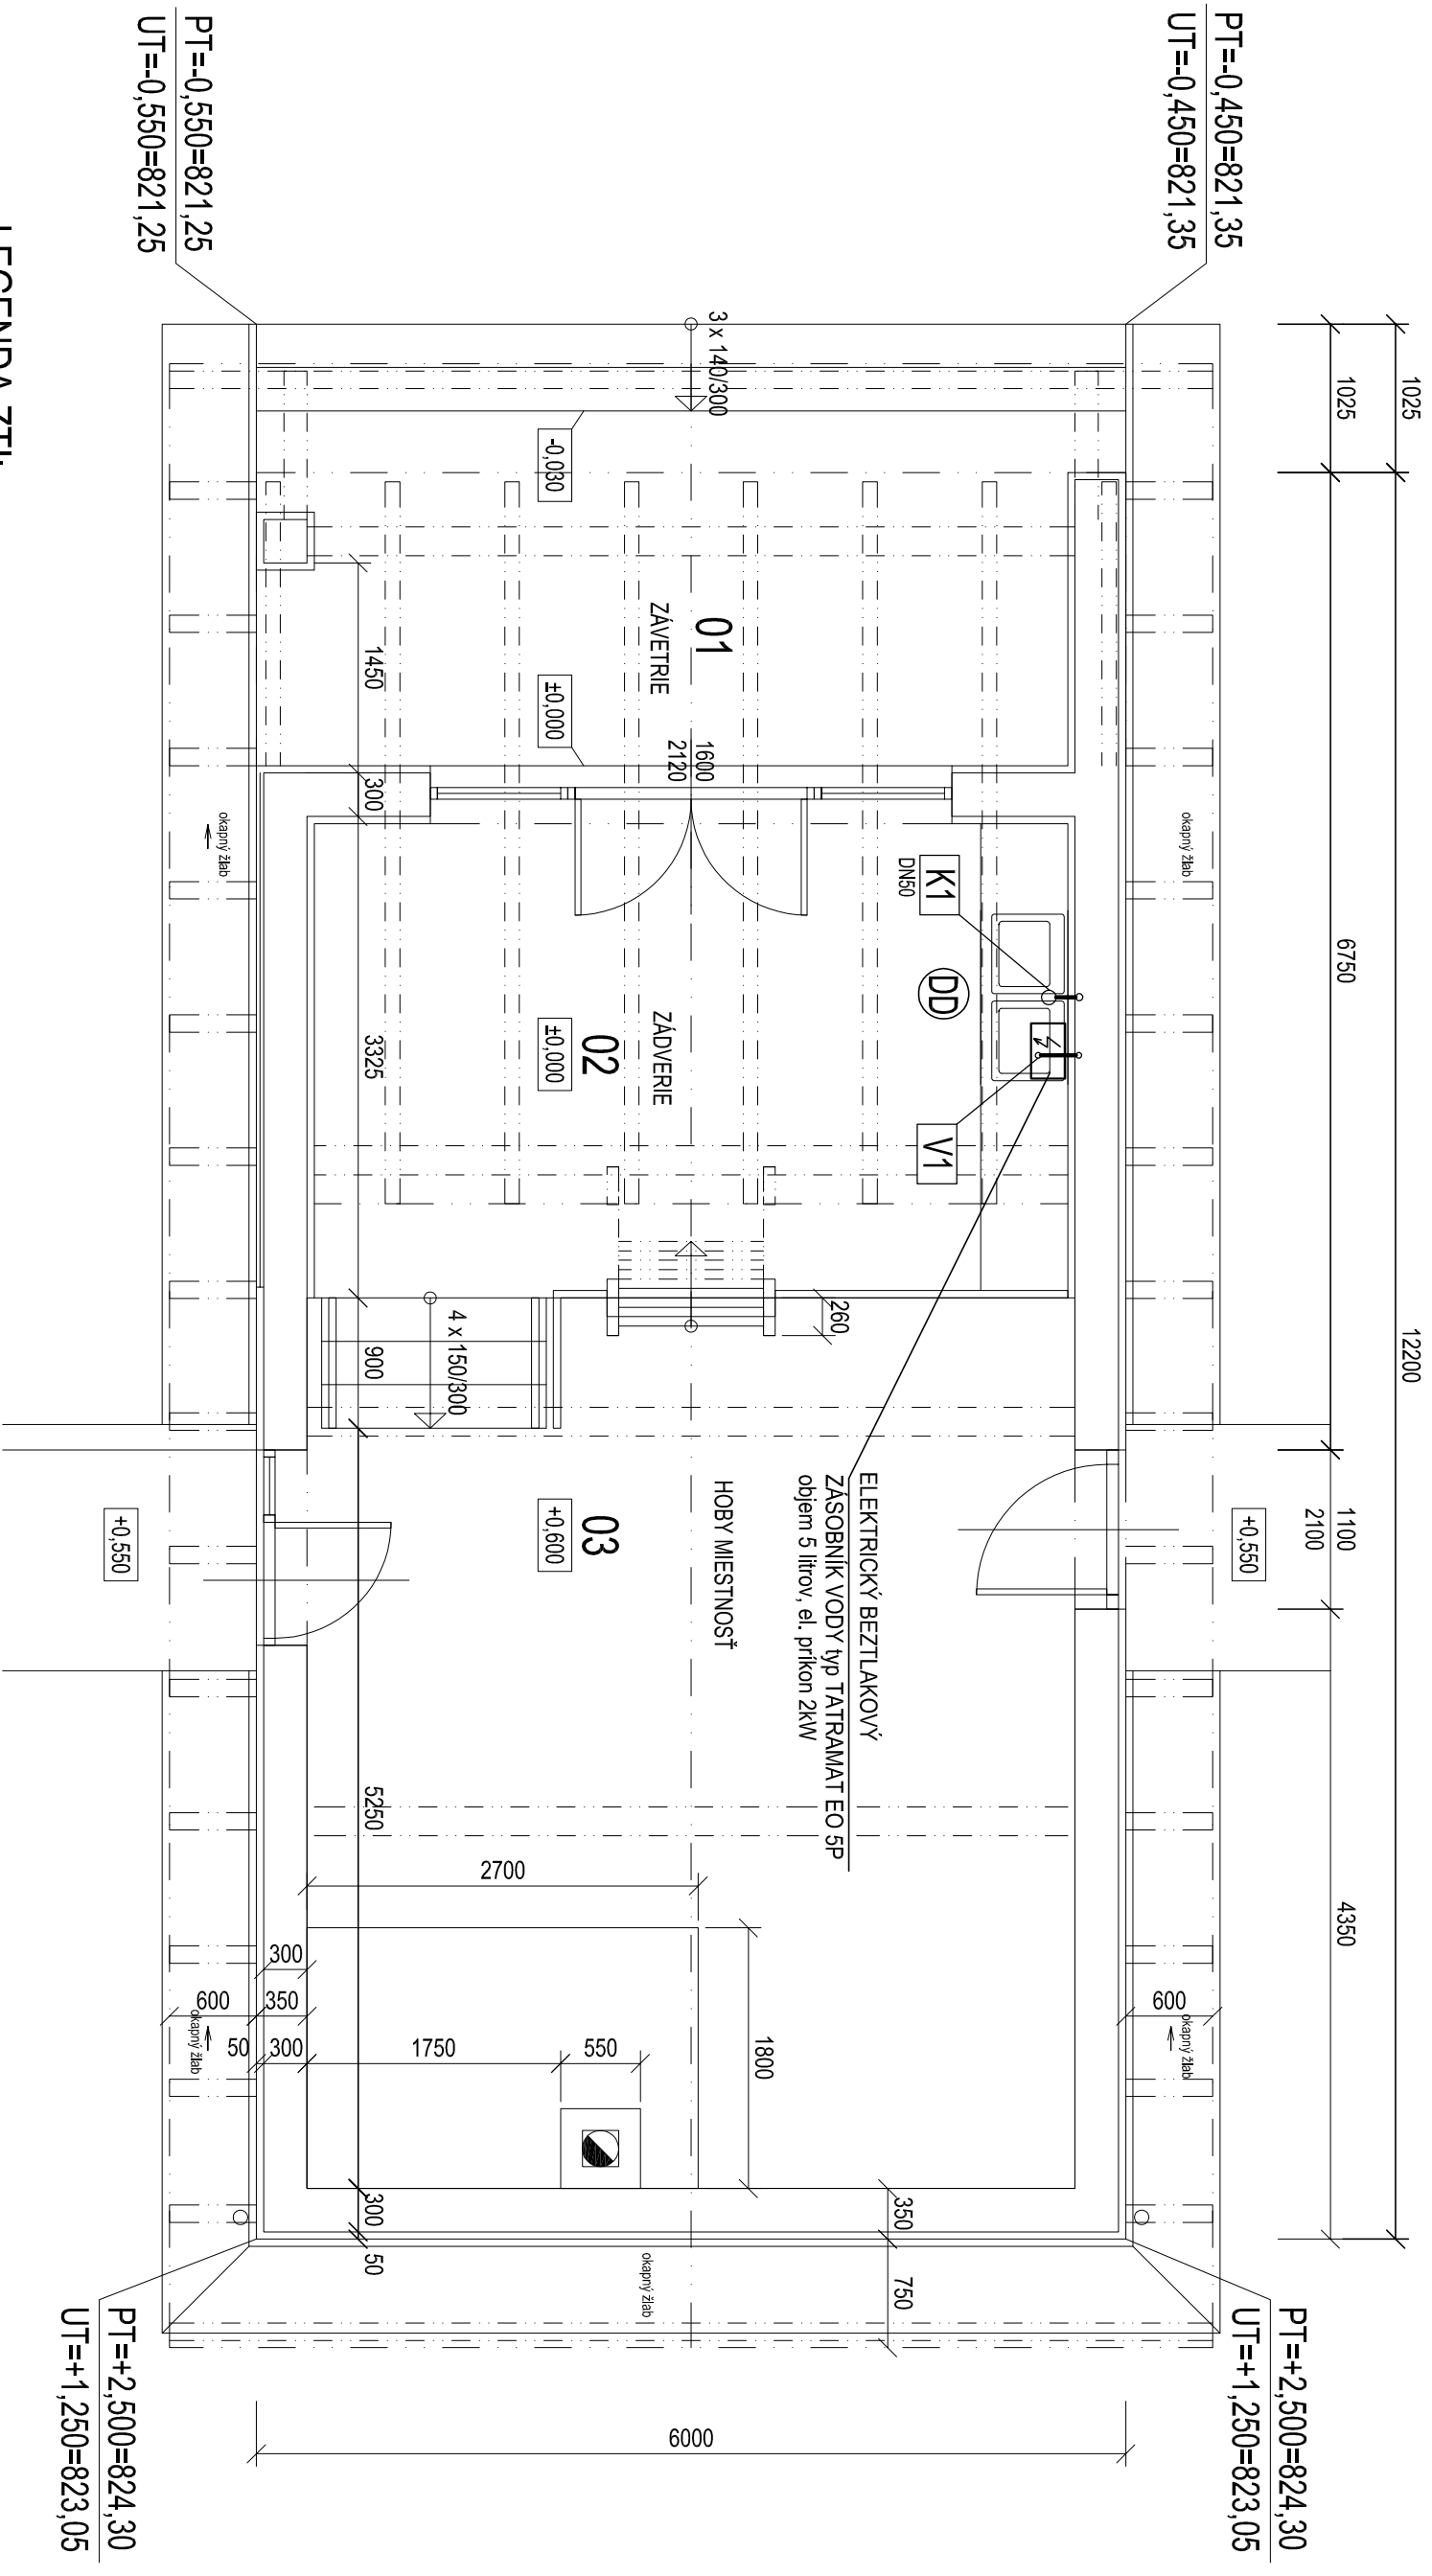 PT=-0,450=821,35
UT=-0,450=821,35
PT=-0,550=821,25
UT=-0,550=821,25
1025
12200
1025
6750
1100
2100
4350
+0,550
okapný žlab
okapný žlab
600
3 x 140/300
-0,030
01
ZÁVETRIE
±0,000
1600
2120
1450
300
K1
DN50
DD
V1
ZÁDVERIE
02
±0,000
3325
260
4 x 150/300
900
ELEKTRICKÝ BEZTLAKOVÝ
ZÁSOBNÍK VODY typ TATRAMAT EO 5P
objem 5 litrov, el. príkon 2kW
HOBY MIESTNOSŤ
03
+0,600
5250
2700
1800
300
600
350
50
300
1750
550
350
750
300
50
okapný žlab
okapný žlab
okapný žlab
+0,550
6000
PT=+2,500=824,30
UT=+1,250=823,05
PT=+2,500=824,30
UT=+1,250=823,05
LEGENDA ZTI: